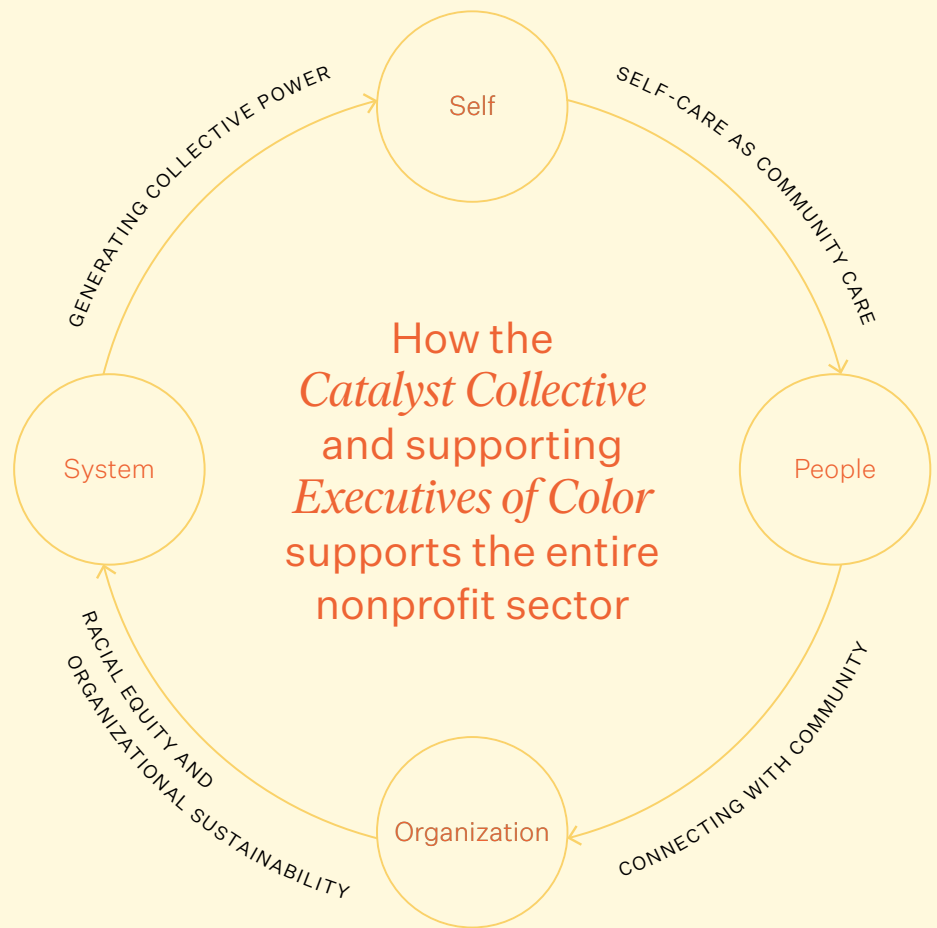 Self
SELF-CARE AS COMMUNITY CARE
People
CONNECTING WITH COMMUNITY
Organization
RACIAL EQUITY AND
ORGANIZATIONAL SUSTAINABILITY
System
GENERATING COLLECTIVE POWER
How the
Catalyst Collective
and supporting
Executives of Color
supports the entire
nonprofit sector